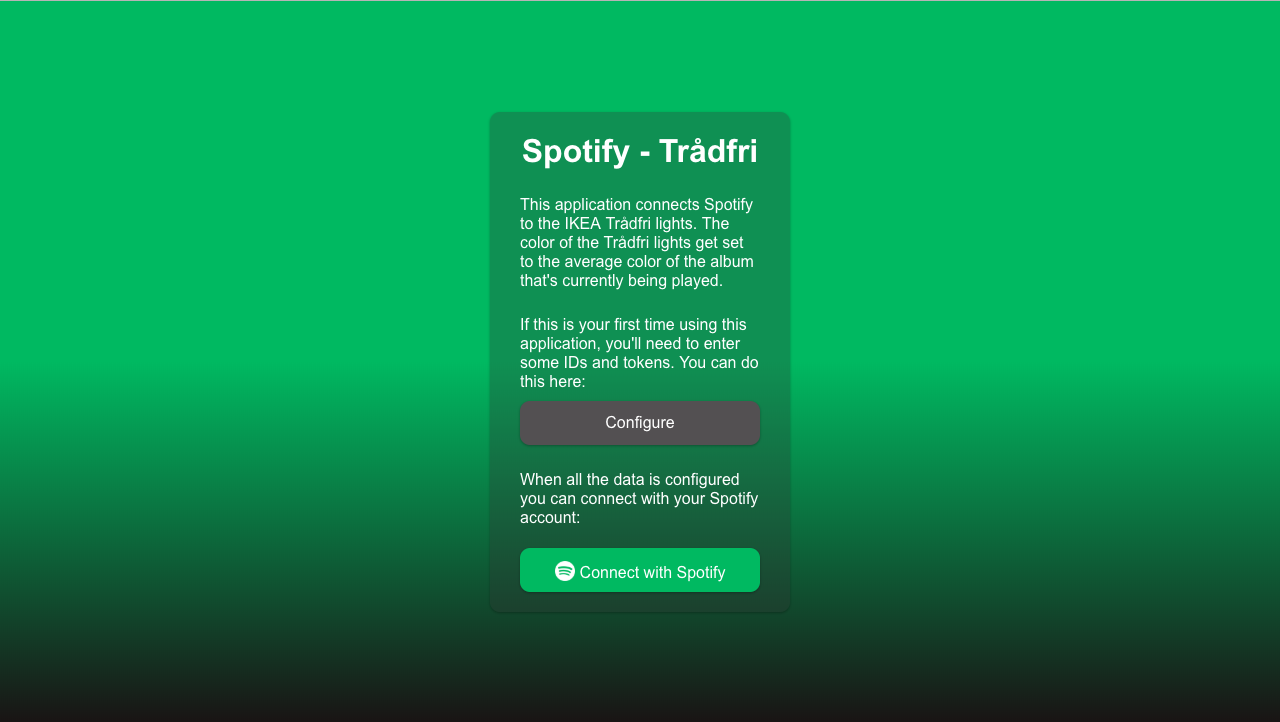 Spotify - Trådfri
This application connects Spotify
to the IKEA Trådfri lights. The
color of the Trådfri lights get set
to the average color of the album
that's currently being played.
If this is your first time using this
application, you'll need to enter
some IDs and tokens. You can do
this here:
Configure
When all the data is configured
you can connect with your Spotify
account:
Connect with Spotify